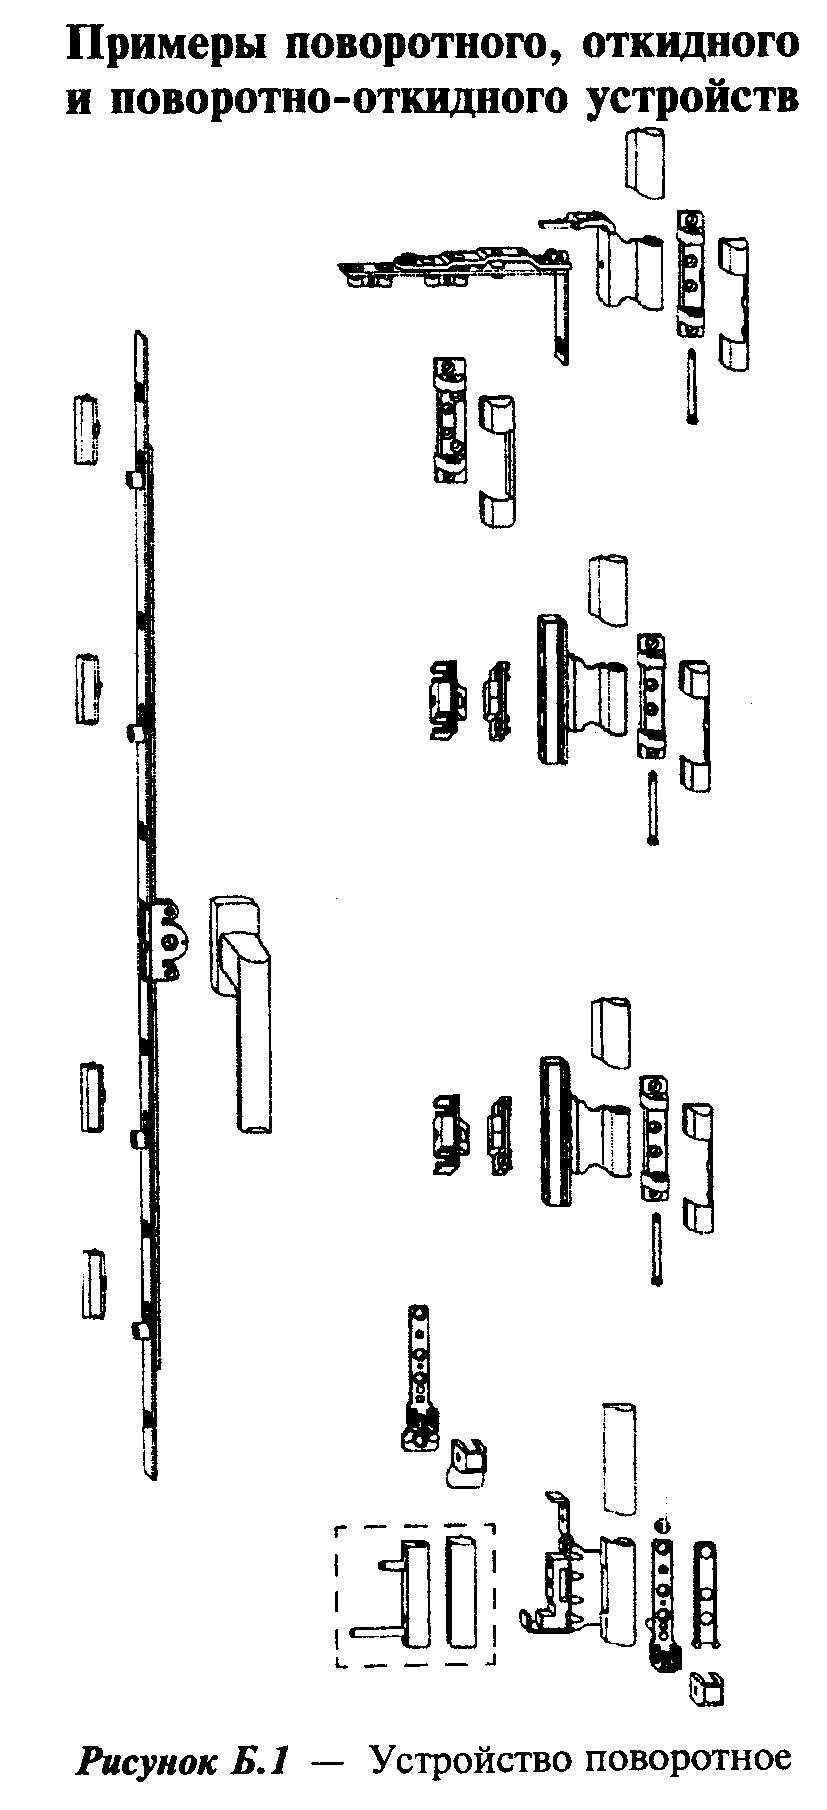 Примеры поворотного, откидного
и поворотно-откидного устройств
Рисунок Б.1 — Устройство поворотное